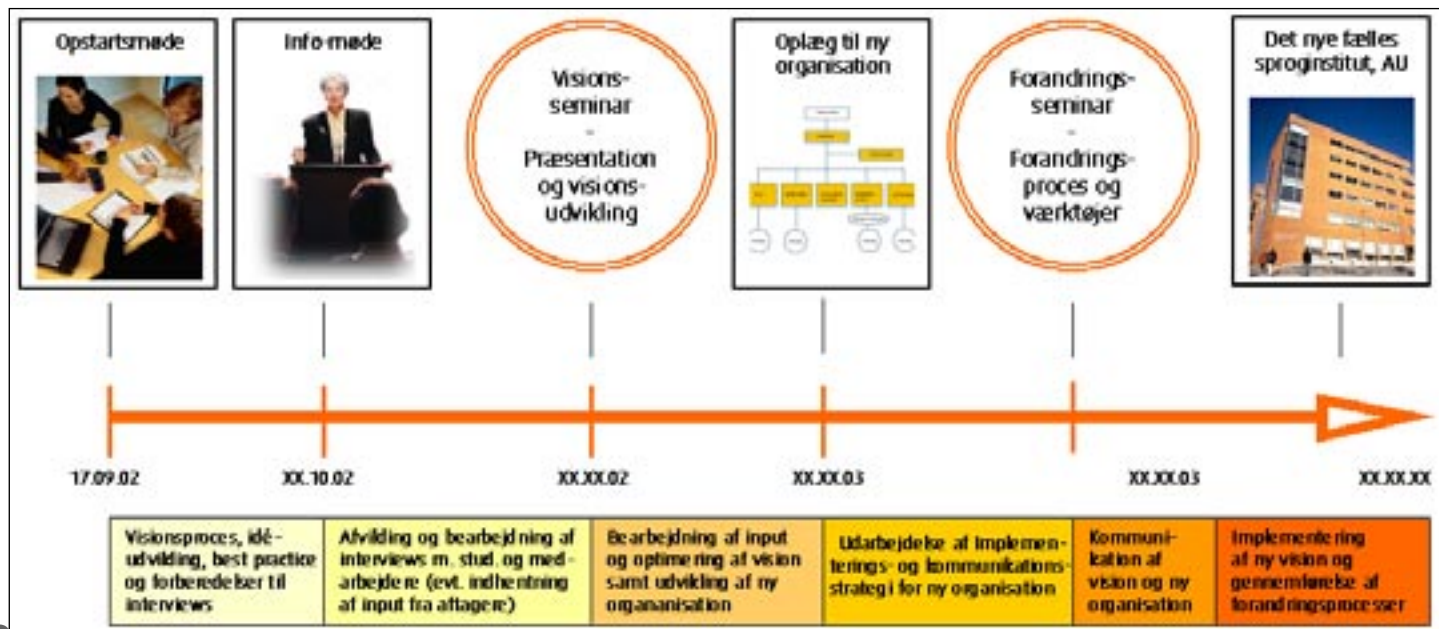 Opstartsmøde
Info-møde
Visions-
seminar
-
Præsentation
og visions-
udvikling
Oplæg til ny
organisation
Forandrings-
seminar
-
Forandrings-
proces og
værktøjer
Det nye fælles
sproginstitut, AU
17.09.02
XX.10.02
XX.XX.02
XX.XX.03
XX.XX.03
XX.XX.XX
Visionsproces, idé-
udvikling, best practice
og forberedelser til
interviews
Afvikling og bearbejdning af
interviews m. stud. og med-
arbejdere (evt. indhentning
af input fra aftagere)
Bearbejdning af input
og optimering af vision
samt udvikling af ny
organanisation
Udarbejdelse af Implemen-
terings- og kommunikations-
strategi for ny organisation
Kommuni-
kation af
vision og ny
organisation
Implementering
af ny vision og
gennemførelse af
forandringsprocesser